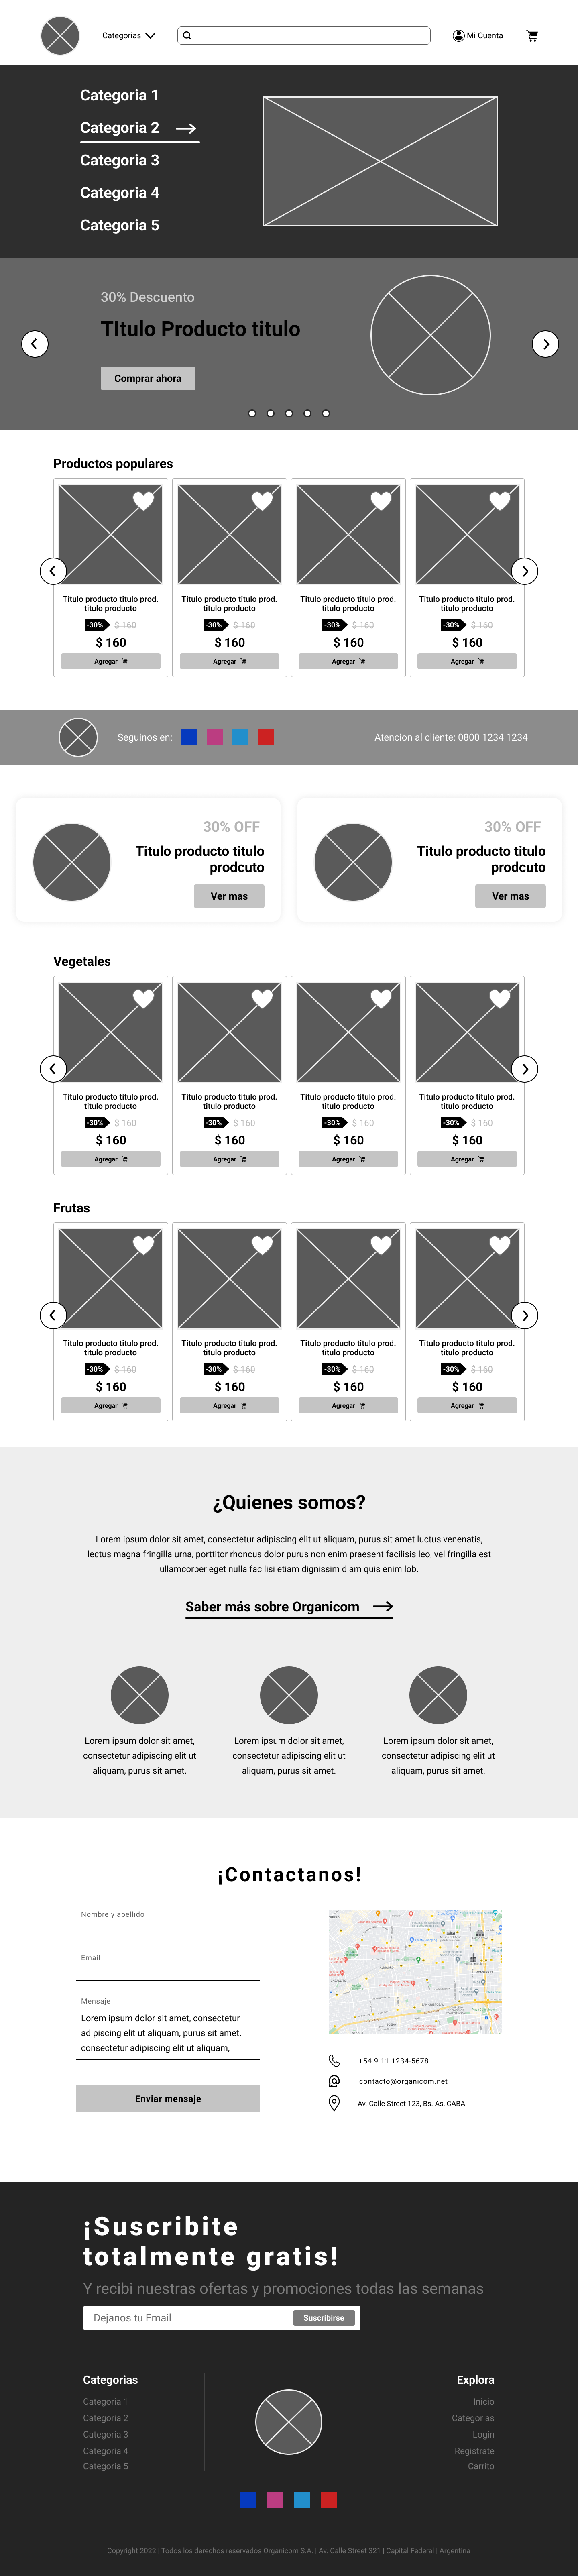 Categorias
Mi Cuenta
Categoria 1
Categoria 2
Categoria 3
Categoria 4
Categoria 5
30% Descuento
TItulo Producto titulo
Comprar ahora
Productos populares
Titulo producto titulo prod.
titulo producto
-30% $ 160
$ 160
Agregar
Titulo producto titulo prod.
titulo producto
-30% $ 160
$ 160
Agregar
Titulo producto titulo prod.
titulo producto
-30% $ 160
$ 160
Agregar
Titulo producto titulo prod.
titulo producto
-30% $ 160
$ 160
Agregar
Seguinos en:
Atencion al cliente: 0800 1234 1234
30% OFF
Titulo producto titulo
prodcuto
Ver mas
30% OFF
Titulo producto titulo
prodcuto
Ver mas
Vegetales
Titulo producto titulo prod.
titulo producto
-30% $ 160
$ 160
Agregar
Titulo producto titulo prod.
titulo producto
-30% $ 160
$ 160
Agregar
Titulo producto titulo prod.
titulo producto
-30% $ 160
$ 160
Agregar
Titulo producto titulo prod.
titulo producto
-30% $ 160
$ 160
Agregar
Frutas
Titulo producto titulo prod.
titulo producto
-30% $ 160
$ 160
Agregar
Titulo producto titulo prod.
titulo producto
-30% $ 160
$ 160
Agregar
Titulo producto titulo prod.
titulo producto
-30% $ 160
$ 160
Agregar
Titulo producto titulo prod.
titulo producto
-30% $ 160
$ 160
Agregar
¿Quienes somos?
Lorem ipsum dolor sit amet, consectetur adipiscing elit ut aliquam, purus sit amet luctus venenatis,
lectus magna fringilla urna, porttitor rhoncus dolor purus non enim praesent facilisis leo, vel fringilla est
ullamcorper eget nulla facilisi etiam dignissim diam quis enim lob.
Saber más sobre Organicom
Lorem ipsum dolor sit amet,
consectetur adipiscing elit ut
aliquam, purus sit amet.
Lorem ipsum dolor sit amet,
consectetur adipiscing elit ut
aliquam, purus sit amet.
Lorem ipsum dolor sit amet,
consectetur adipiscing elit ut
aliquam, purus sit amet.
¡Contactanos!
Nombre y apellido
Email
Mensaje
Lorem ipsum dolor sit amet, consectetur
adipiscing elit ut aliquam, purus sit amet.
consectetur adipiscing elit ut aliquam,
Enviar mensaje
+54 9 11 1234-5678
contacto@organicom.net
Av. Calle Street 123, Bs. As, CABA
¡Suscribite
totalmente gratis!
Y recibi nuestras ofertas y promociones todas las semanas
Dejanos tu Email
Suscribirse
Categorias
Categoria 1
Categoria 2
Categoria 3
Categoria 4
Categoria 5
Explora
Inicio
Categorias
Login
Registrate
Carrito
Copyright 2022 | Todos los derechos reservados Organicom S.A. | Av. Calle Street 321 | Capital Federal | Argentina